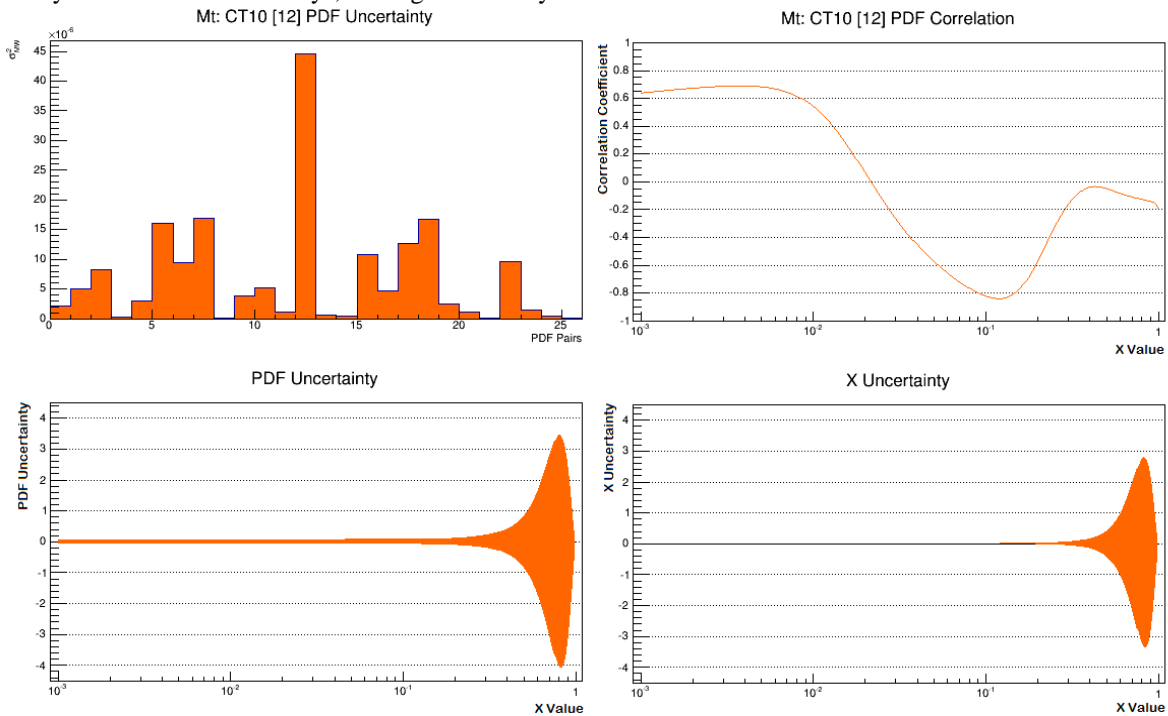 Mt: CT10 [12] PDF Uncertainty
×10⁻⁶
σ²MW
45
40
35
30
25
20
15
10
5
0
0 5 10 15 20 25
PDF Pairs
Mt: CT10 [12] PDF Correlation
Correlation Coefficient
1
0.8
0.6
0.4
0.2
0
-0.2
-0.4
-0.6
-0.8
-1
10⁻³ 10⁻² 10⁻¹ 1
X Value
PDF Uncertainty
PDF Uncertainty
4
3
2
1
0
-1
-2
-3
-4
10⁻³ 10⁻² 10⁻¹ 1
X Value
X Uncertainty
X Uncertainty
4
3
2
1
0
-1
-2
-3
-4
10⁻³ 10⁻² 10⁻¹ 1
X Value